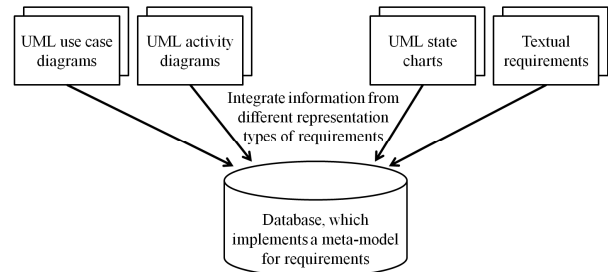 UML use case
diagrams
UML activity
diagrams
UML state
charts
Textual
requirements
Integrate information from
different representation
types of requirements
Database, which
implements a meta-model
for requirements